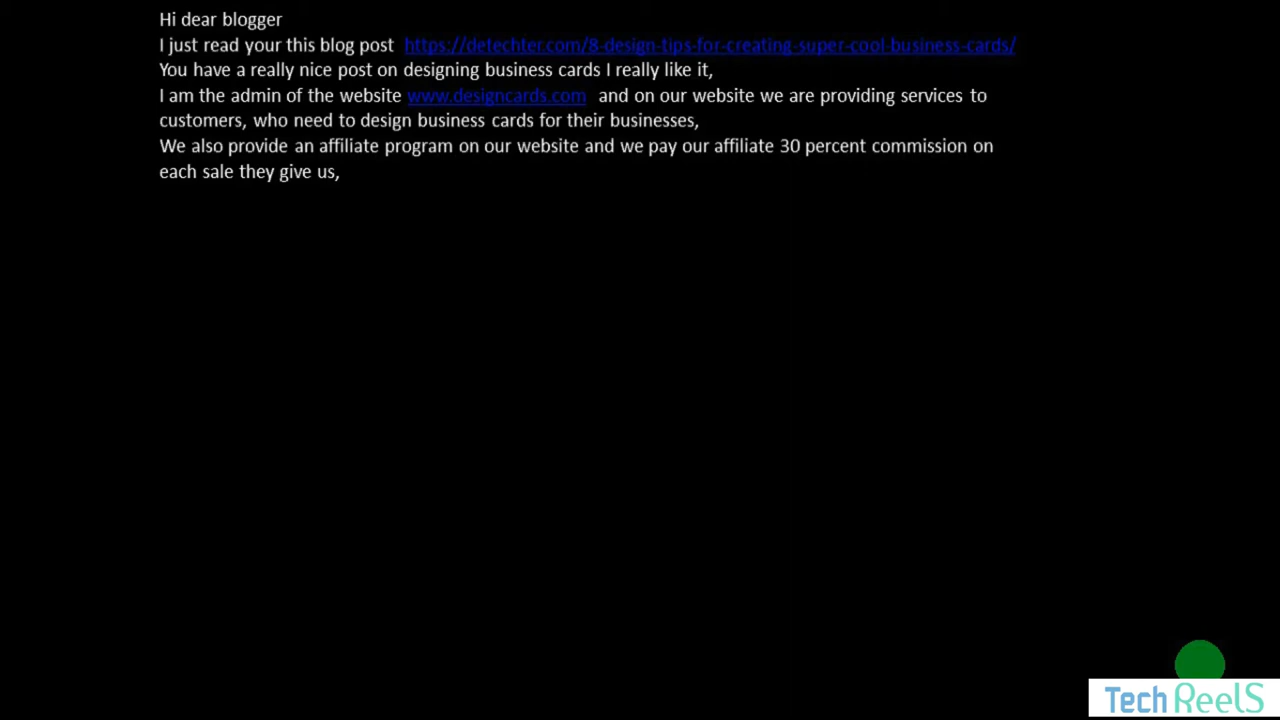 Hi dear blogger
I just read your this blog post https://detechter.com/8-design-tips-for-creating-super-cool-business-cards/
You have a really nice post on designing business cards I really like it,
I am the admin of the website www.designcards.com and on our website we are providing services to
customers, who need to design business cards for their businesses,
We also provide an affiliate program on our website and we pay our affiliate 30 percent commission on
each sale they give us,
Tech ReelS